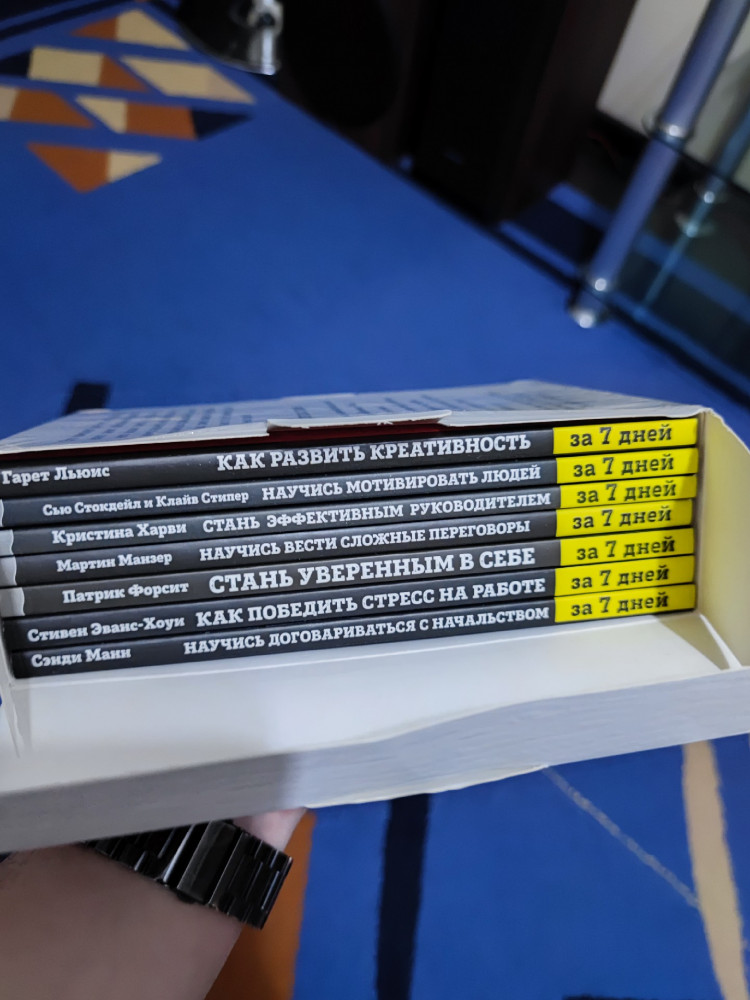 Гарет Льюис КАК РАЗВИТЬ КРЕАТИВНОСТЬ за 7 дней
Сью Стокдейл и Клайв Стипер НАУЧИСЬ МОТИВИРОВАТЬ ЛЮДЕЙ за 7 дней
Кристина Харви СТАНЬ ЭФФЕКТИВНЫМ РУКОВОДИТЕЛЕМ за 7 дней
Мартин Манзер НАУЧИСЬ ВЕСТИ СЛОЖНЫЕ ПЕРЕГОВОРЫ за 7 дней
Патрик Форсит СТАНЬ УВЕРЕННЫМ В СЕБЕ за 7 дней
Стивен Эванс-Хоуи КАК ПОБЕДИТЬ СТРЕСС НА РАБОТЕ за 7 дней
Сэнди Манн НАУЧИСЬ ДОГОВАРИВАТЬСЯ С НАЧАЛЬСТВОМ за 7 дней